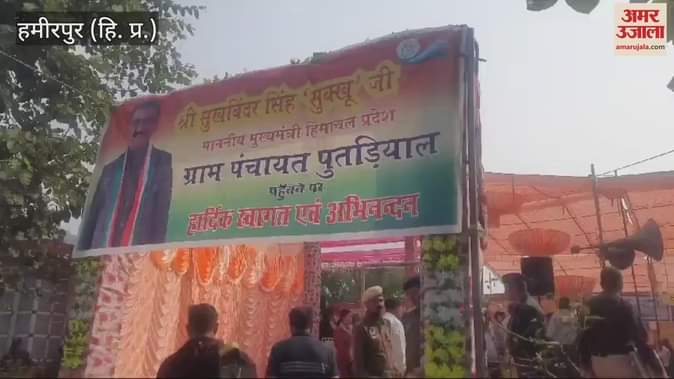 हमीरपुर (हि. प्र.)
अमर
उजाला
amarujala.com
श्री सुखबिंदर सिंह 'सुक्खू' जी
माननीय मुख्यमंत्री हिमाचल प्रदेश
ग्राम पंचायत पुतड़ियाल
पहुँचने पर
हार्दिक स्वागत एवं अभिनन्दन